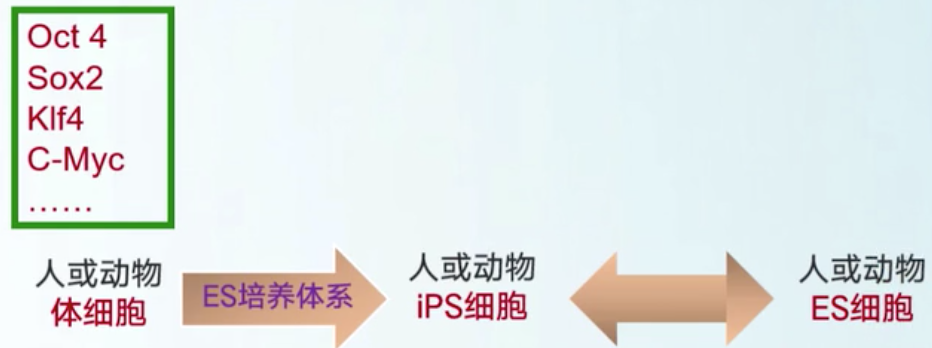 Oct 4
Sox2
Klf4
C-Myc
……
人或动物
体细胞
ES培养体系
人或动物
iPS细胞
人或动物
ES细胞